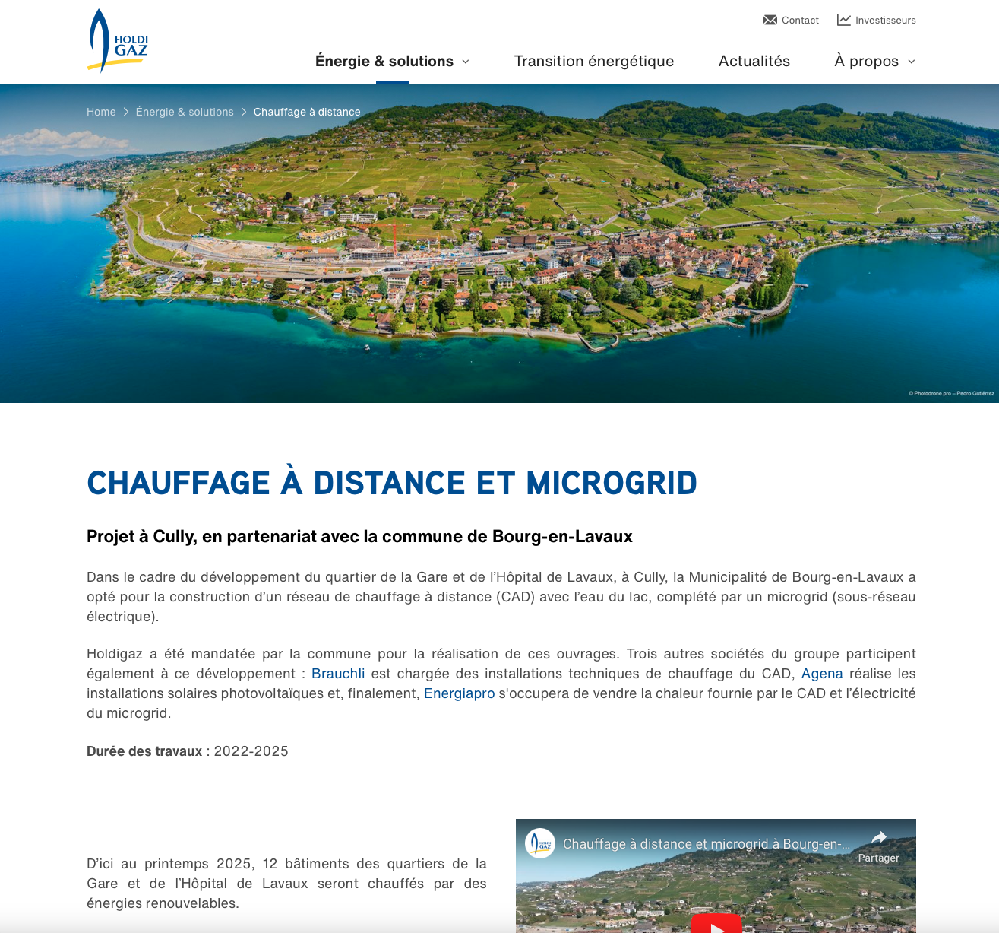 HOLDI
GAZ
Contact
Investisseurs
Énergie & solutions
Transition énergétique
Actualités
À propos
Home
Énergie & solutions
Chauffage à distance
© Photodrone.pro – Pedro Gutiérrez
CHAUFFAGE À DISTANCE ET MICROGRID
Projet à Cully, en partenariat avec la commune de Bourg-en-Lavaux
Dans le cadre du développement du quartier de la Gare et de l’Hôpital de Lavaux, à Cully, la Municipalité de Bourg-en-Lavaux a
opté pour la construction d’un réseau de chauffage à distance (CAD) avec l’eau du lac, complété par un microgrid (sous-réseau
électrique).
Holdigaz a été mandatée par la commune pour la réalisation de ces ouvrages. Trois autres sociétés du groupe participent
également à ce développement : Brauchli est chargée des installations techniques de chauffage du CAD, Agena réalise les
installations solaires photovoltaïques et, finalement, Energiapro s'occupera de vendre la chaleur fournie par le CAD et l’électricité
du microgrid.
Durée des travaux : 2022-2025
D’ici au printemps 2025, 12 bâtiments des quartiers de la
Gare et de l’Hôpital de Lavaux seront chauffés par des
énergies renouvelables.
HOLDI
GAZ
Chauffage à distance et microgrid à Bourg-en-...
Partager